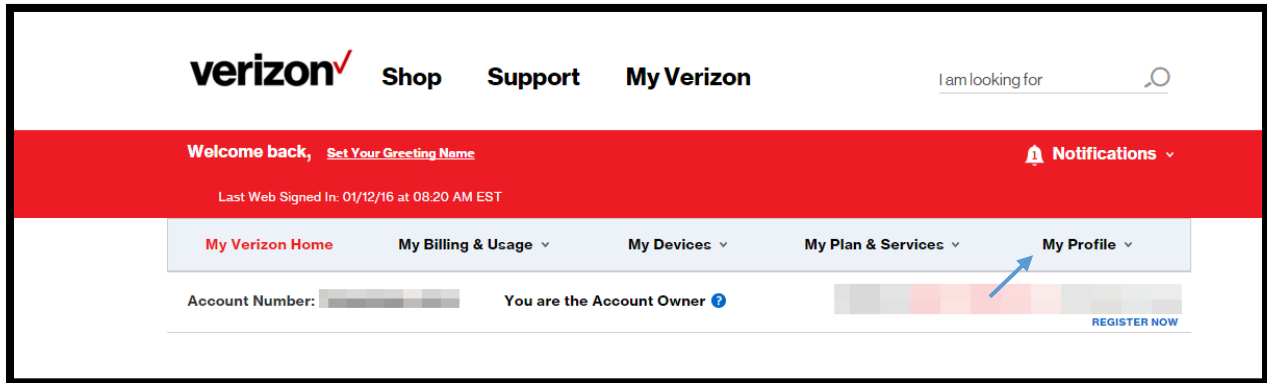 verizon Shop Support My Verizon I am looking for
Welcome back, Set Your Greeting Name 1 Notifications
Last Web Signed In: 01/12/16 at 08:20 AM EST
My Verizon Home My Billing & Usage My Devices My Plan & Services My Profile
Account Number: You are the Account Owner ?
REGISTER NOW